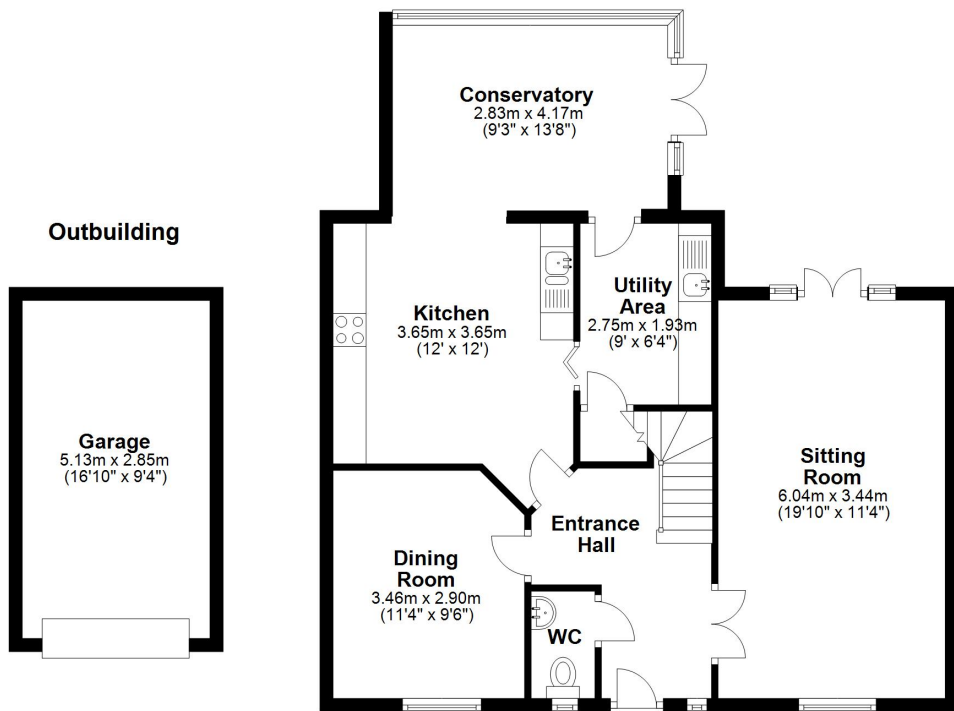 Conservatory
2.83m x 4.17m
(9'3" x 13'8")
Outbuilding
Kitchen
3.65m x 3.65m
(12' x 12')
Utility
Area
2.75m x 1.93m
(9' x 6'4")
Garage
5.13m x 2.85m
(16'10" x 9'4")
Sitting
Room
6.04m x 3.44m
(19'10" x 11'4")
Entrance
Hall
Dining
Room
3.46m x 2.90m
(11'4" x 9'6")
WC